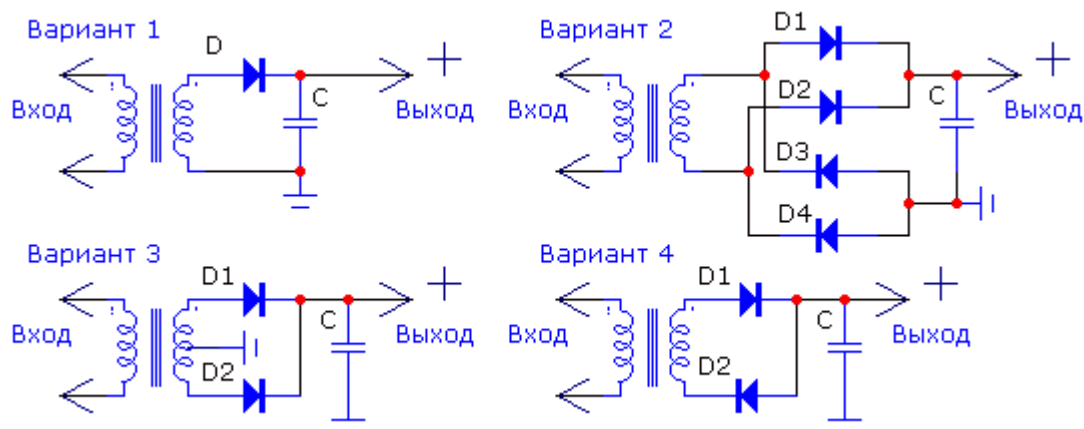 Вариант 1
D
+
Вход
C
Выход
Вариант 2
D1
+
Вход
D2
C
Выход
D3
D4
Вариант 3
D1
+
Вход
C
Выход
D2
Вариант 4
D1
+
Вход
C
Выход
D2